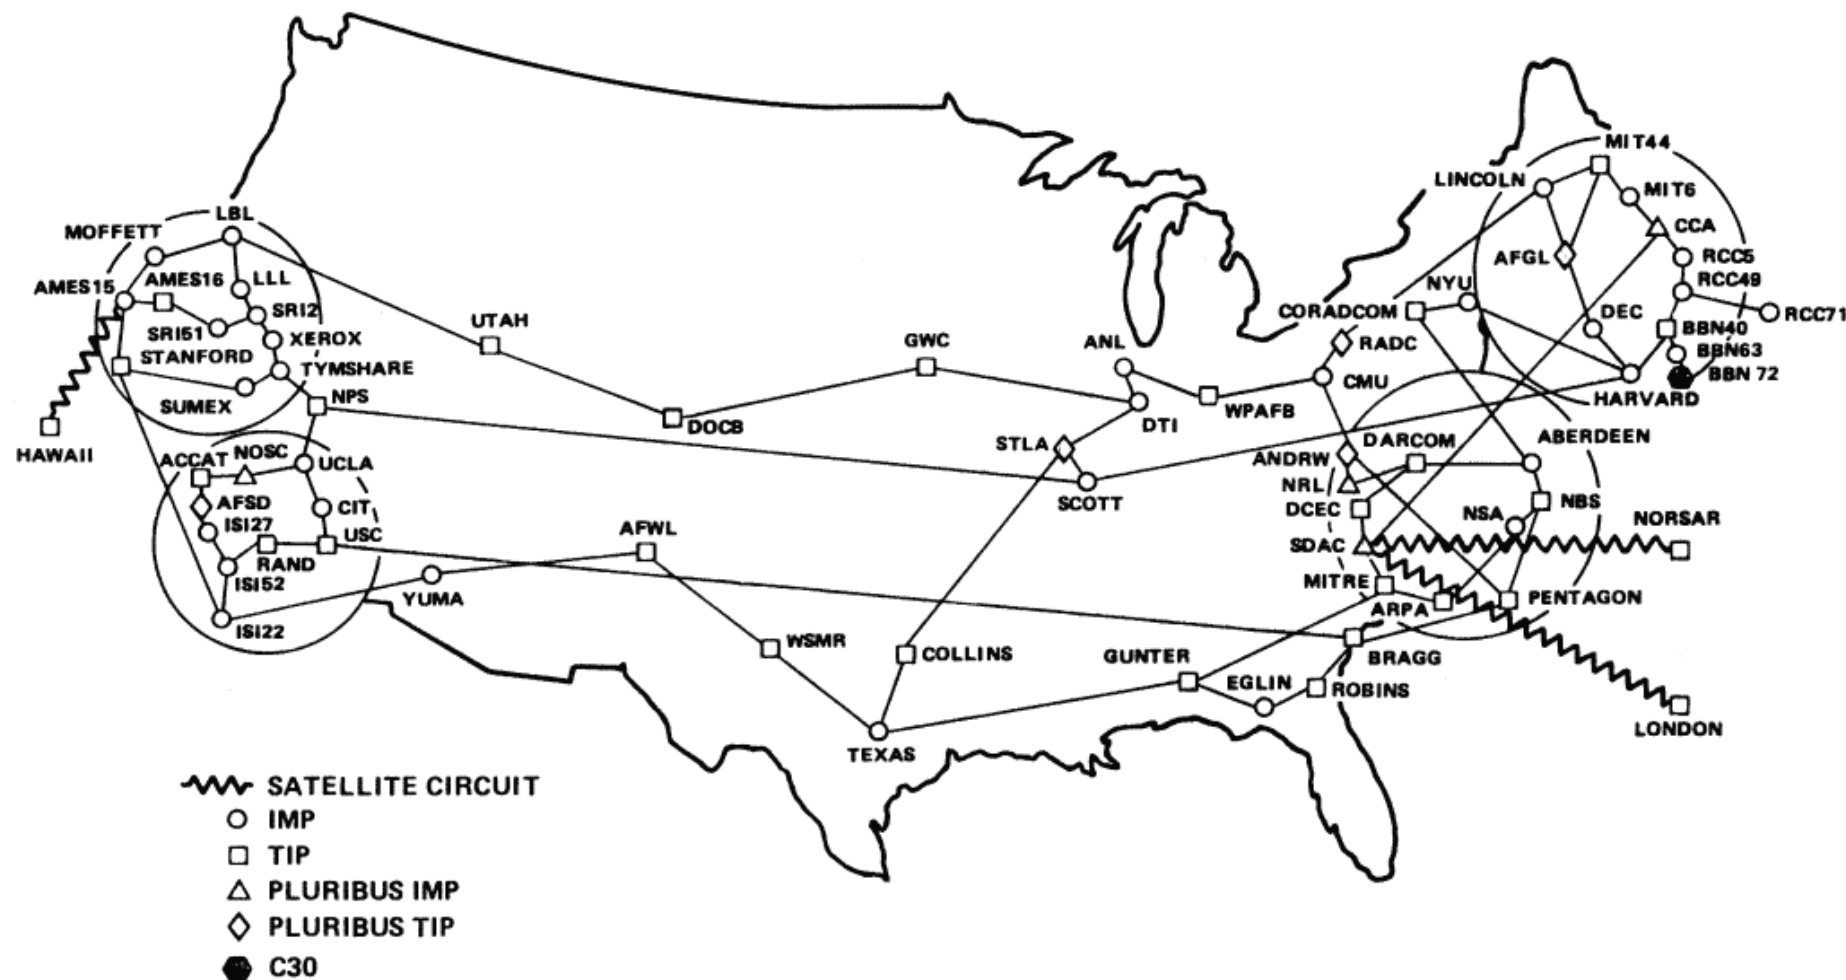 MIT44
LINCOLN
MIT6
CCA
LBL
MOFFETT
AFGL
RCC5
RCC49
AMES16
AMES15
LLL
NYU
SRI2
CORADCOM
DEC
RCC71
UTAH
SRI51
XEROX
BBN40
GWC
ANL
RADC
STANFORD
BBN63
TYMSHARE
BBN 72
CMU
SUMEX
NPS
WPAFB
HARVARD
DOCB
DTI
STLA
DARCOM
ABERDEEN
HAWAII
ACCAT
NOSC
UCLA
ANDRW
NRL
AFSD
CIT
SCOTT
DCEC
NSA
NBS
ISI27
AFWL
NORSAR
USC
SDAC
RAND
ISI52
MITRE
YUMA
ARPA
PENTAGON
ISI22
WSMR
COLLINS
GUNTER
BRAGG
EGLIN
ROBINS
LONDON
TEXAS
SATELLITE CIRCUIT
IMP
TIP
PLURIBUS IMP
PLURIBUS TIP
C30